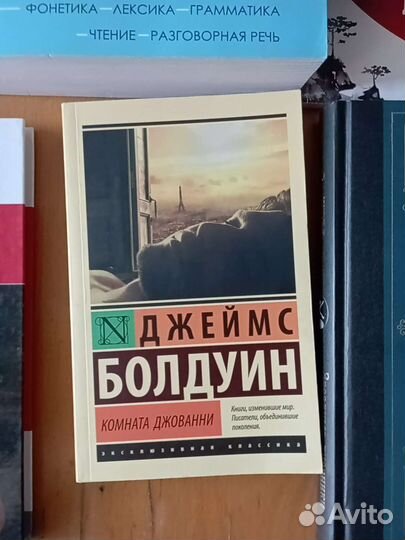 ФОНЕТИКА — ЛЕКСИКА — ГРАММАТИКА
— ЧТЕНИЕ — РАЗГОВОРНАЯ РЕЧЬ
ДЖЕЙМС
БОЛДУИН
КОМНАТА ДЖОВАННИ
Книги, изменившие мир.
Писатели, объединившие
поколения.
эксклюзивная классика
Avito